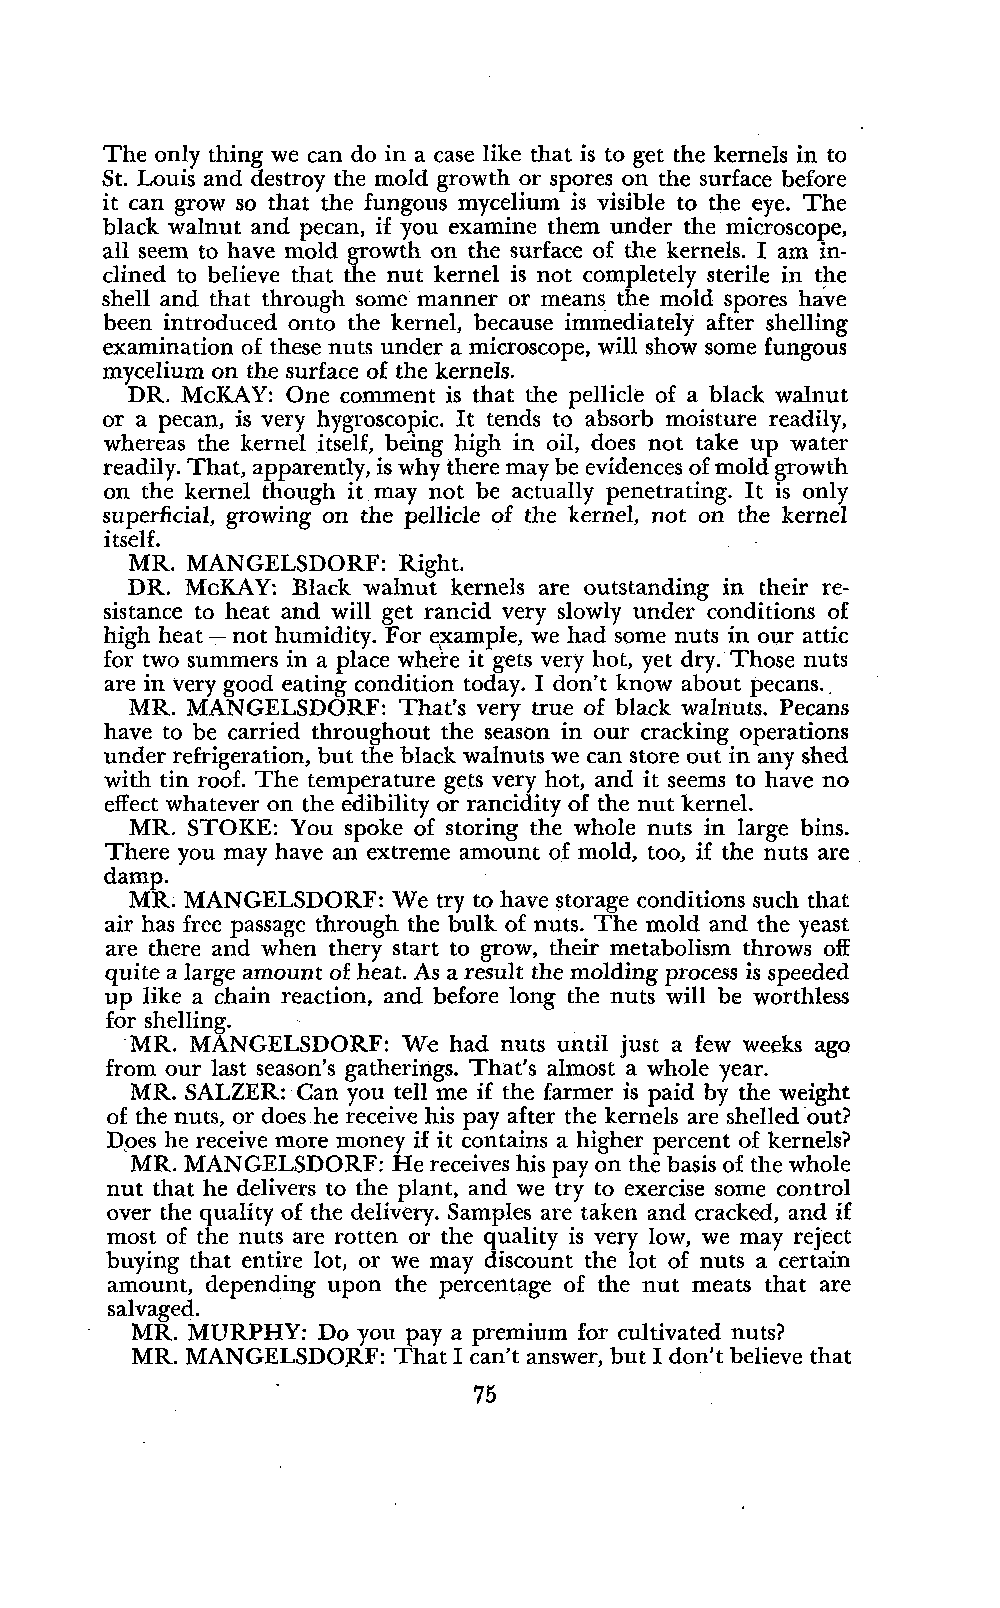 The only thing we can do in a case like that is to get the kernels in to
St. Louis and destroy the mold growth or spores on the surface before
it can grow so that the fungous mycelium is visible to the eye. The
black walnut and pecan, if you examine them under the microscope,
all seem to have mold growth on the surface of the kernels. I am in-
clined to believe that the nut kernel is not completely sterile in the
shell and that through some manner or means the mold spores have
been introduced onto the kernel, because immediately after shelling
examination of these nuts under a microscope, will show some fungous
mycelium on the surface of the kernels.
DR. McKAY: One comment is that the pellicle of a black walnut
or a pecan, is very hygroscopic. It tends to absorb moisture readily,
whereas the kernel itself, being high in oil, does not take up water
readily. That, apparently, is why there may be evidences of mold growth
on the kernel though it may not be actually penetrating. It is only
superficial, growing on the pellicle of the kernel, not on the kernel
itself.
MR. MANGELSDORF: Right.
DR. McKAY: Black walnut kernels are outstanding in their re-
sistance to heat and will get rancid very slowly under conditions of
high heat — not humidity. For example, we had some nuts in our attic
for two summers in a place where it gets very hot, yet dry. Those nuts
are in very good eating condition today. I don't know about pecans.
MR. MANGELSDORF: That's very true of black walnuts. Pecans
have to be carried throughout the season in our cracking operations
under refrigeration, but the black walnuts we can store out in any shed
with tin roof. The temperature gets very hot, and it seems to have no
effect whatever on the edibility or rancidity of the nut kernel.
MR. STOKE: You spoke of storing the whole nuts in large bins.
There you may have an extreme amount of mold, too, if the nuts are
damp.
MR. MANGELSDORF: We try to have storage conditions such that
air has free passage through the bulk of nuts. The mold and the yeast
are there and when thery start to grow, their metabolism throws off
quite a large amount of heat. As a result the molding process is speeded
up like a chain reaction, and before long the nuts will be worthless
for shelling.
MR. MANGELSDORF: We had nuts until just a few weeks ago
from our last season's gatherings. That's almost a whole year.
MR. SALZER: Can you tell me if the farmer is paid by the weight
of the nuts, or does he receive his pay after the kernels are shelled out?
Does he receive more money if it contains a higher percent of kernels?
MR. MANGELSDORF: He receives his pay on the basis of the whole
nut that he delivers to the plant, and we try to exercise some control
over the quality of the delivery. Samples are taken and cracked, and if
most of the nuts are rotten or the quality is very low, we may reject
buying that entire lot, or we may discount the lot of nuts a certain
amount, depending upon the percentage of the nut meats that are
salvaged.
MR. MURPHY: Do you pay a premium for cultivated nuts?
MR. MANGELSDORF: That I can't answer, but I don't believe that
75